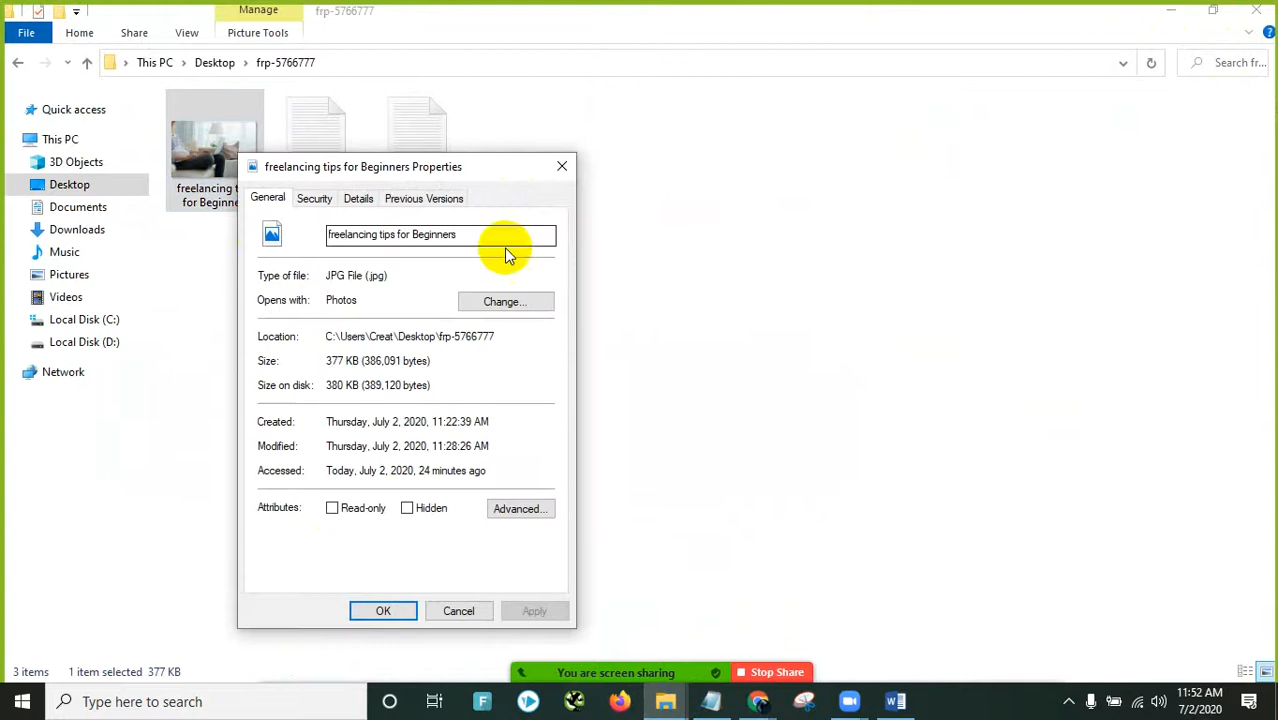 Manage
frp-5766777
File
Home
Share
View
Picture Tools
This PC
Desktop
frp-5766777
Search fr...
Quick access
This PC
3D Objects
Desktop
Documents
Downloads
Music
Pictures
Videos
Local Disk (C:)
Local Disk (D:)
Network
freelancing t
for Beginne
freelancing tips for Beginners Properties
General
Security
Details
Previous Versions
freelancing tips for Beginners
Type of file: JPG File (.jpg)
Opens with: Photos
Change...
Location: C:\Users\Creat\Desktop\frp-5766777
Size: 377 KB (386,091 bytes)
Size on disk: 380 KB (389,120 bytes)
Created: Thursday, July 2, 2020, 11:22:39 AM
Modified: Thursday, July 2, 2020, 11:28:26 AM
Accessed: Today, July 2, 2020, 24 minutes ago
Attributes: Read-only Hidden Advanced...
OK Cancel Apply
3 items 1 item selected 377 KB
You are screen sharing
Stop Share
Type here to search
11:52 AM
7/2/2020